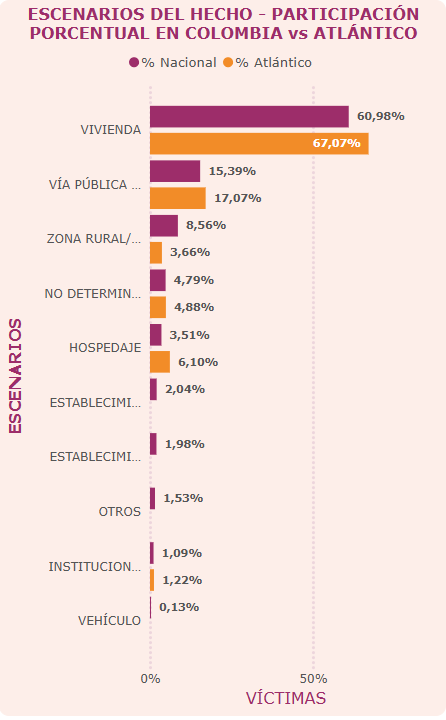 ESCENARIOS DEL HECHO - PARTICIPACIÓN
PORCENTUAL EN COLOMBIA vs ATLÁNTICO
% Nacional % Atlántico
VIVIENDA
60,98%
67,07%
VÍA PÚBLICA ...
15,39%
17,07%
ZONA RURAL/...
8,56%
3,66%
NO DETERMIN...
4,79%
4,88%
HOSPEDAJE
3,51%
6,10%
ESTABLECIMI...
2,04%
ESTABLECIMI...
1,98%
OTROS
1,53%
INSTITUCION...
1,09%
1,22%
VEHÍCULO
0,13%
ESCENARIOS
0% 50%
VÍCTIMAS